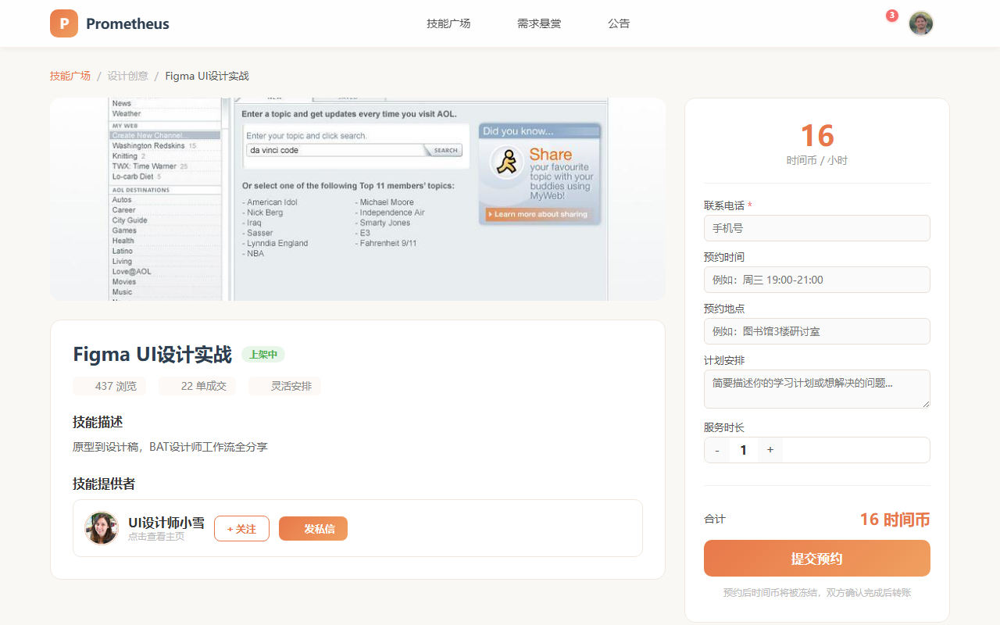 P Prometheus
技能广场
需求悬赏
公告
3
技能广场 / 设计创意 / Figma UI设计实战
News
Weather
MY WEB
Create New Channel...
Washington Redskins 15
Knitting 2
TWX: Time Warner 25
Lo-carb Diet 5
AOL DESTINATIONS
Autos
Career
City Guide
Games
Health
Latino
Living
Love@AOL
Movies
Music
Enter a topic and get updates every time you visit AOL.
Enter your topic and click search.
da vinci code
SEARCH
Or select one of the following Top 11 members' topics:
- American Idol
- Nick Berg
- Iraq
- Sasser
- Lynndia England
- NBA
- Michael Moore
- Independence Air
- Smarty Jones
- E3
- Fahrenheit 9/11
Did you know...
Share
your favourite
topic with your
buddies using
MyWeb!
Learn more about sharing
Figma UI设计实战
上架中
437 浏览
22 单成交
灵活安排
技能描述
原型到设计稿，BAT设计师工作流全分享
技能提供者
UI设计师小雪
点击查看主页
+ 关注
发私信
16
时间币 / 小时
联系电话 *
手机号
预约时间
例如：周三 19:00-21:00
预约地点
例如：图书馆3楼研讨室
计划安排
简要描述你的学习计划或想解决的问题...
服务时长
- 1 +
合计
16 时间币
提交预约
预约后时间币将被冻结，双方确认完成后转账